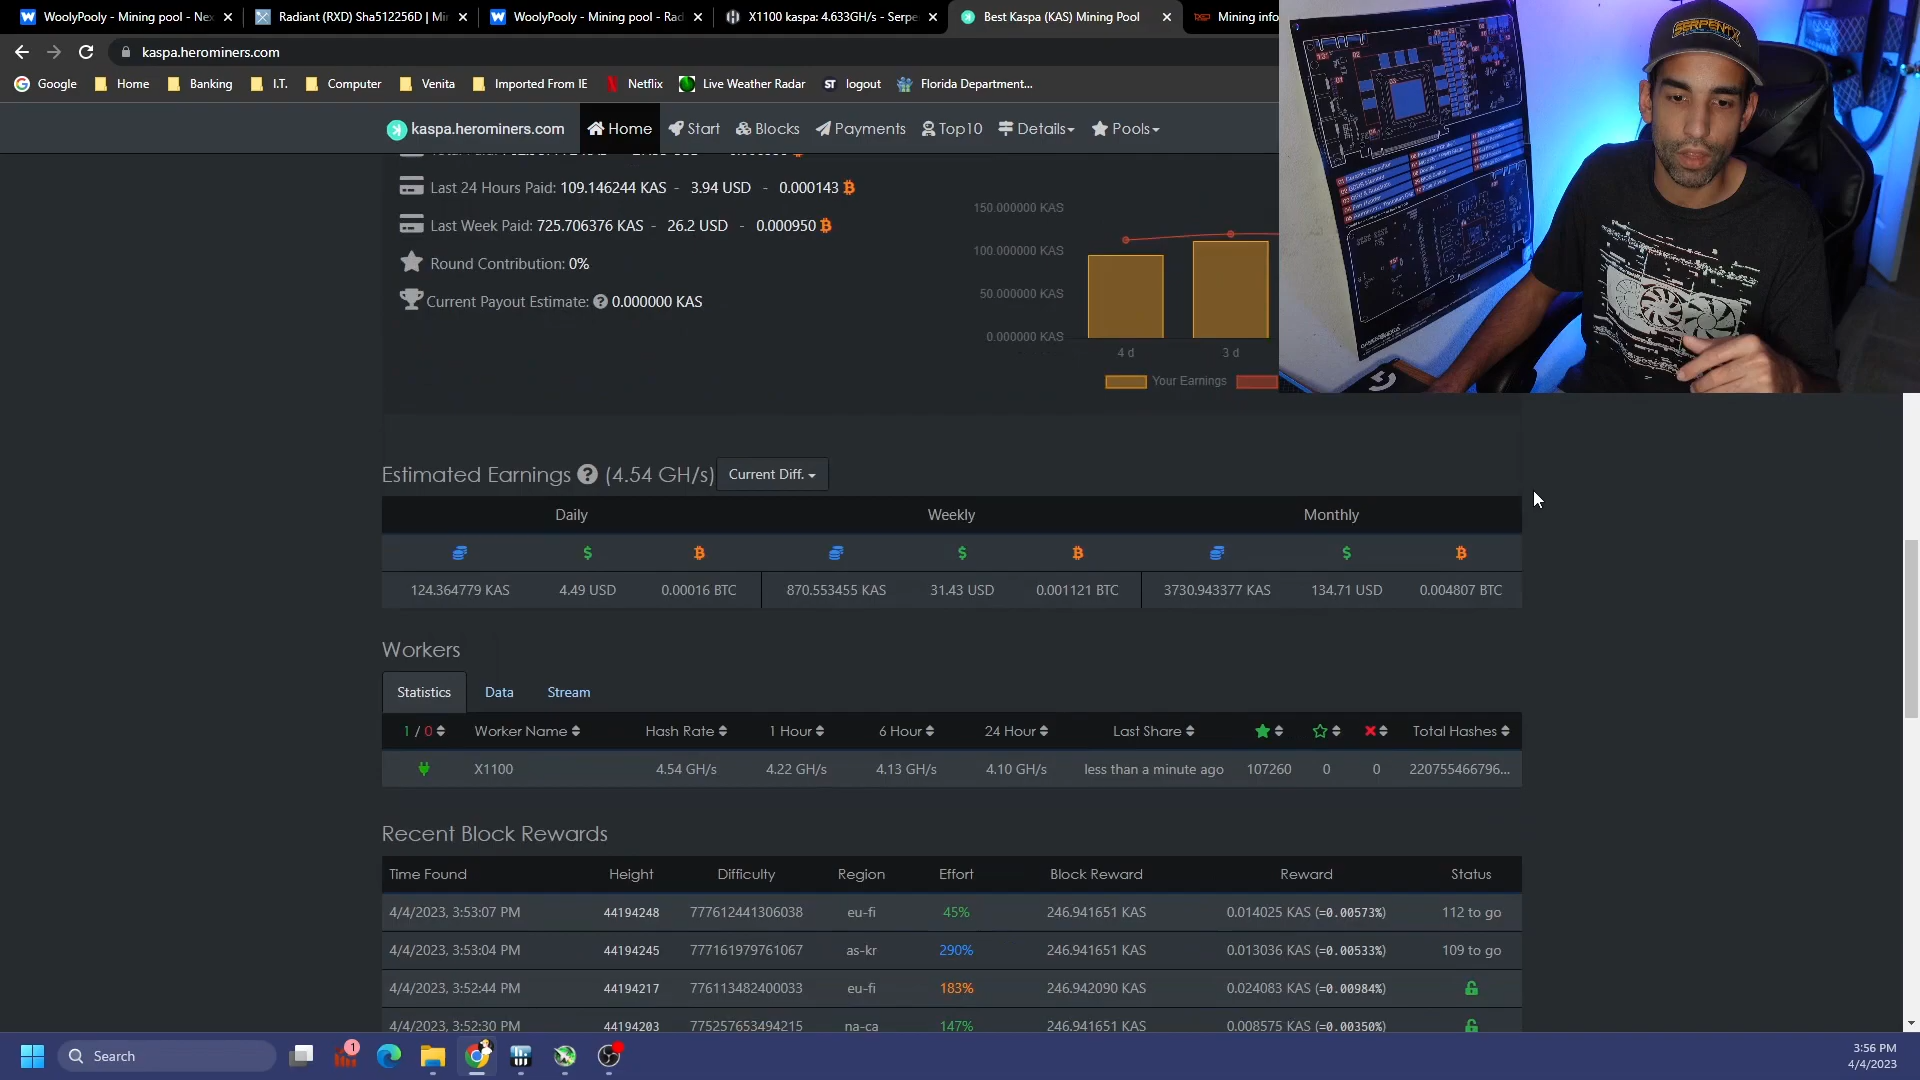 WoolyPooly - Mining pool - Nex
Radiant (RXD) Sha512256D | Mi
WoolyPooly - Mining pool - Rad
X1100 kaspa: 4.633GH/s - Serpe
Best Kaspa (KAS) Mining Pool
Mining info
kaspa.herominers.com
Google
Home
Banking
I.T.
Computer
Venita
Imported From IE
Netflix
Live Weather Radar
ST logout
Florida Department...
kaspa.herominers.com
Home
Start
Blocks
Payments
Top10
Details
Pools
Last 24 Hours Paid: 109.146244 KAS - 3.94 USD - 0.000143
Last Week Paid: 725.706376 KAS - 26.2 USD - 0.000950
Round Contribution: 0%
Current Payout Estimate: ? 0.000000 KAS
150.000000 KAS
100.000000 KAS
50.000000 KAS
0.000000 KAS
4 d
3 d
Your Earnings
SERPENTX
Estimated Earnings ? (4.54 GH/s)
Current Diff.
Daily Weekly Monthly
$ $ $
124.364779 KAS 4.49 USD 0.00016 BTC 870.553455 KAS 31.43 USD 0.001121 BTC 3730.943377 KAS 134.71 USD 0.004807 BTC
Workers
Statistics Data Stream
1 / 0 Worker Name Hash Rate 1 Hour 6 Hour 24 Hour Last Share Total Hashes
X1100 4.54 GH/s 4.22 GH/s 4.13 GH/s 4.10 GH/s less than a minute ago 107260 0 0 220755466796...
Recent Block Rewards
Time Found Height Difficulty Region Effort Block Reward Reward Status
4/4/2023, 3:53:07 PM 44194248 777612441306038 eu-fi 45% 246.941651 KAS 0.014025 KAS (=0.00573%) 112 to go
4/4/2023, 3:53:04 PM 44194245 777161979761067 as-kr 290% 246.941651 KAS 0.013036 KAS (=0.00533%) 109 to go
4/4/2023, 3:52:44 PM 44194217 776113482400033 eu-fi 183% 246.942090 KAS 0.024083 KAS (=0.00984%)
4/4/2023, 3:52:30 PM 44194203 775257653494215 na-ca 147% 246.941651 KAS 0.008575 KAS (=0.00350%)
Search
1
3:56 PM
4/4/2023